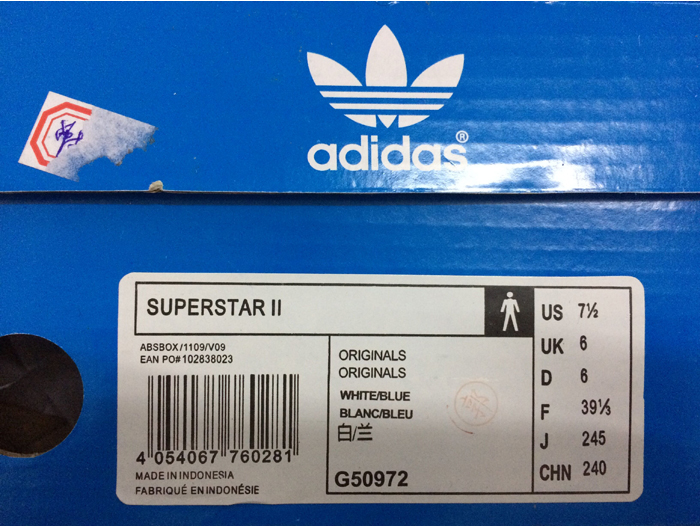 adidas®
SUPERSTAR II
ABSBOX/1109/V09
EAN PO# 102838023
4 054067 760281
MADE IN INDONESIA
FABRIQUÉ EN INDONÉSIE
ORIGINALS
ORIGINALS
WHITE/BLUE
BLANC/BLEU
白/兰
G50972
US 7½
UK 6
D 6
F 39⅓
J 245
CHN 240